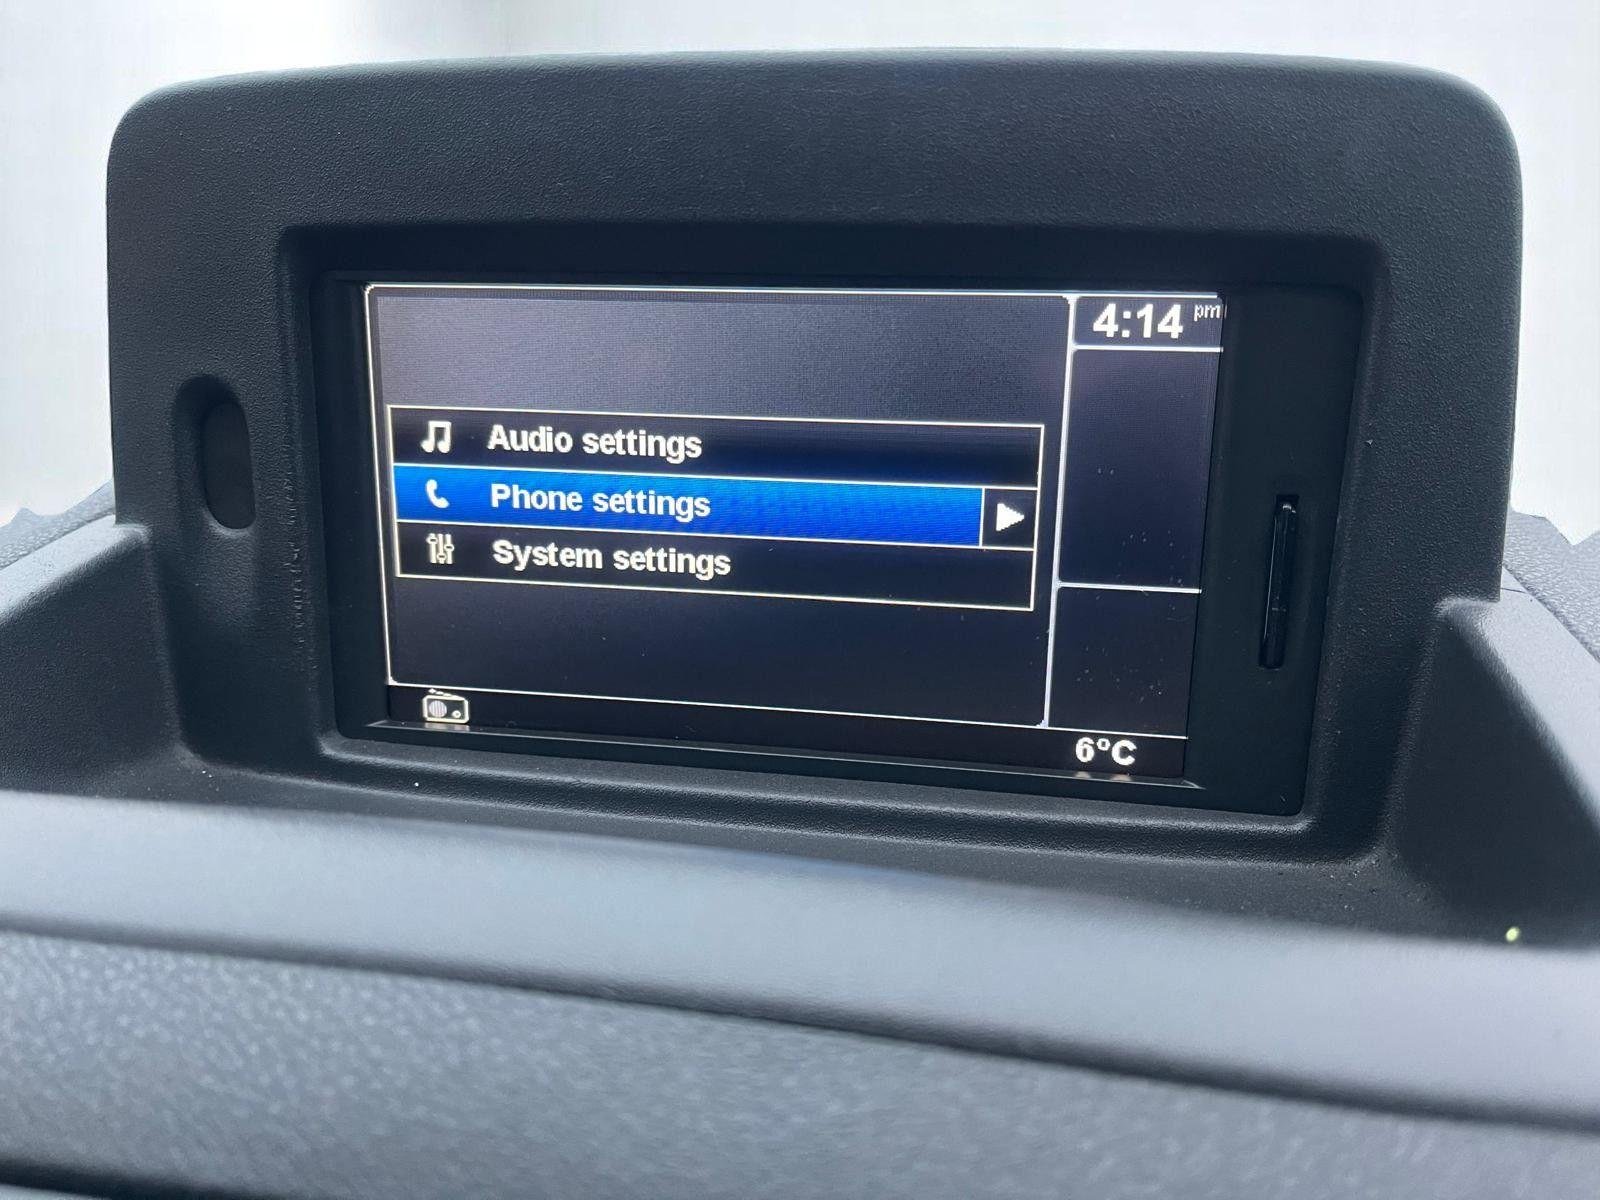 4:14 pm
Audio settings
Phone settings
System settings
6°C